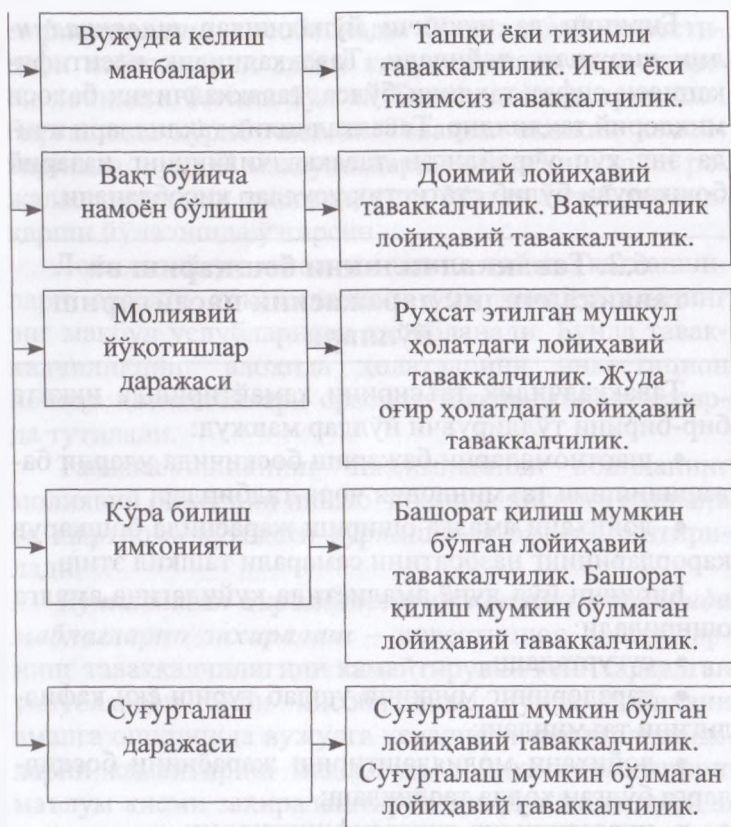 Вужудга келиш
манбалари
Ташқи ёки тизимли
таваккалчилик. Ички ёки
тизимсиз таваккалчилик.
Вақт бўйича
намоён бўлиши
Доимий лойиҳавий
таваккалчилик. Вақтинчалик
лойиҳавий таваккалчилик.
Молиявий
йўқотишлар
даражаси
Рухсат этилган мушкул
ҳолатдаги лойиҳавий
таваккалчилик. Жуда
оғир ҳолатдаги лойиҳавий
таваккалчилик.
Кўра билиш
имконияти
Башорат қилиш мумкин
бўлган лойиҳавий
таваккалчилик. Башорат
қилиш мумкин бўлмаган
лойиҳавий таваккалчилик.
Суғурталаш
даражаси
Суғурталаш мумкин бўлган
лойиҳавий таваккалчилик.
Суғурталаш мумкин бўлмаган
лойиҳавий таваккалчилик.